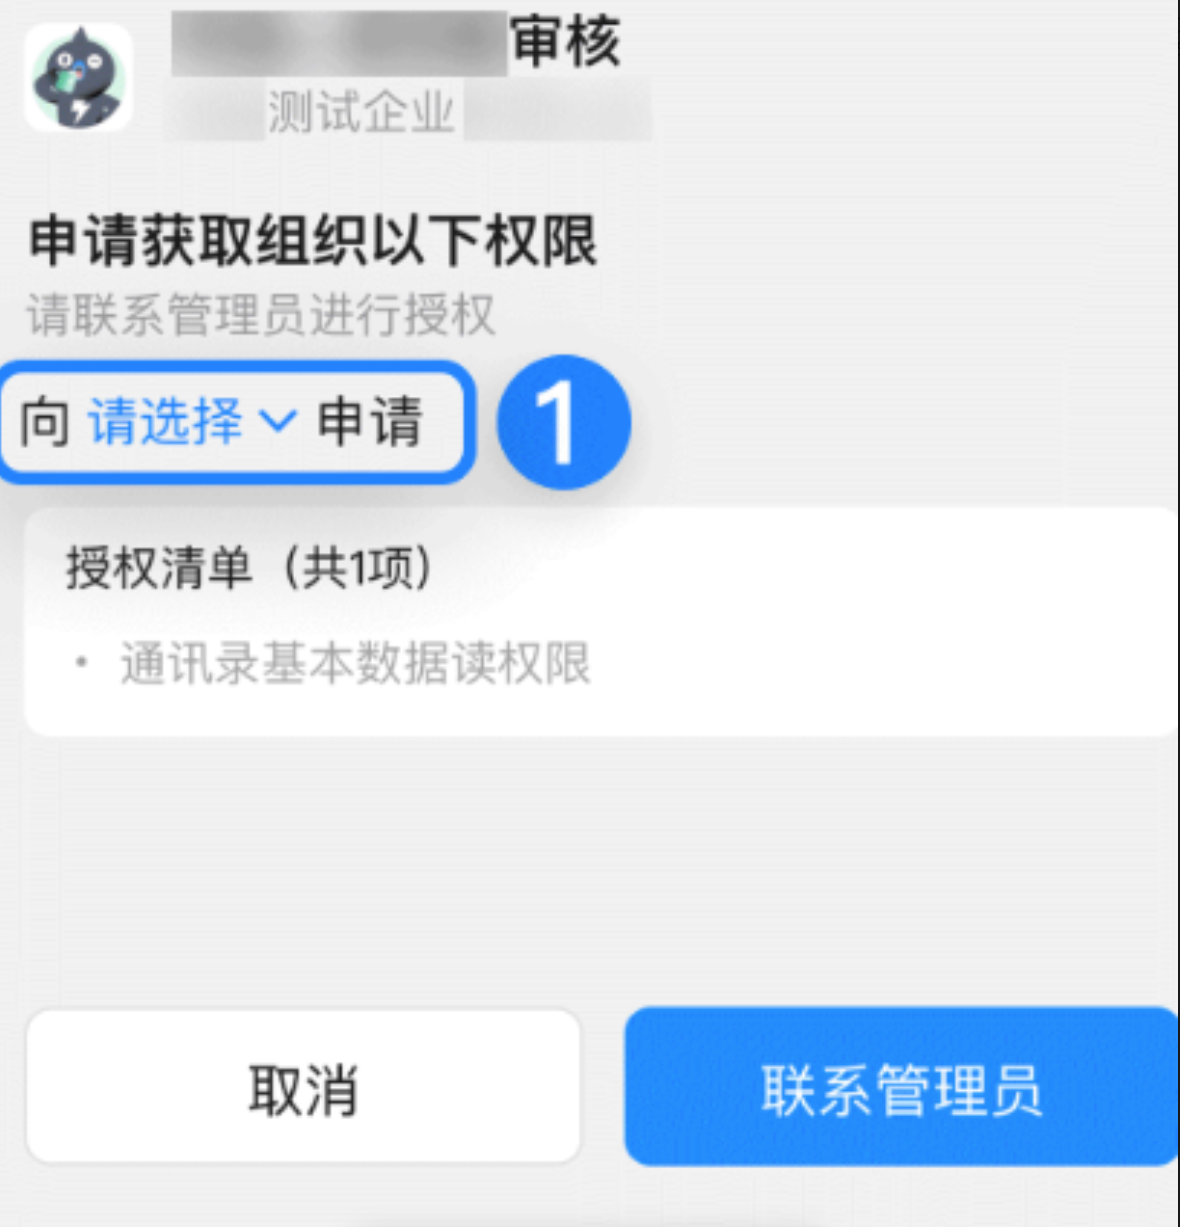 审核
测试企业
申请获取组织以下权限
请联系管理员进行授权
向 请选择 申请
1
授权清单（共1项）
· 通讯录基本数据读权限
取消
联系管理员